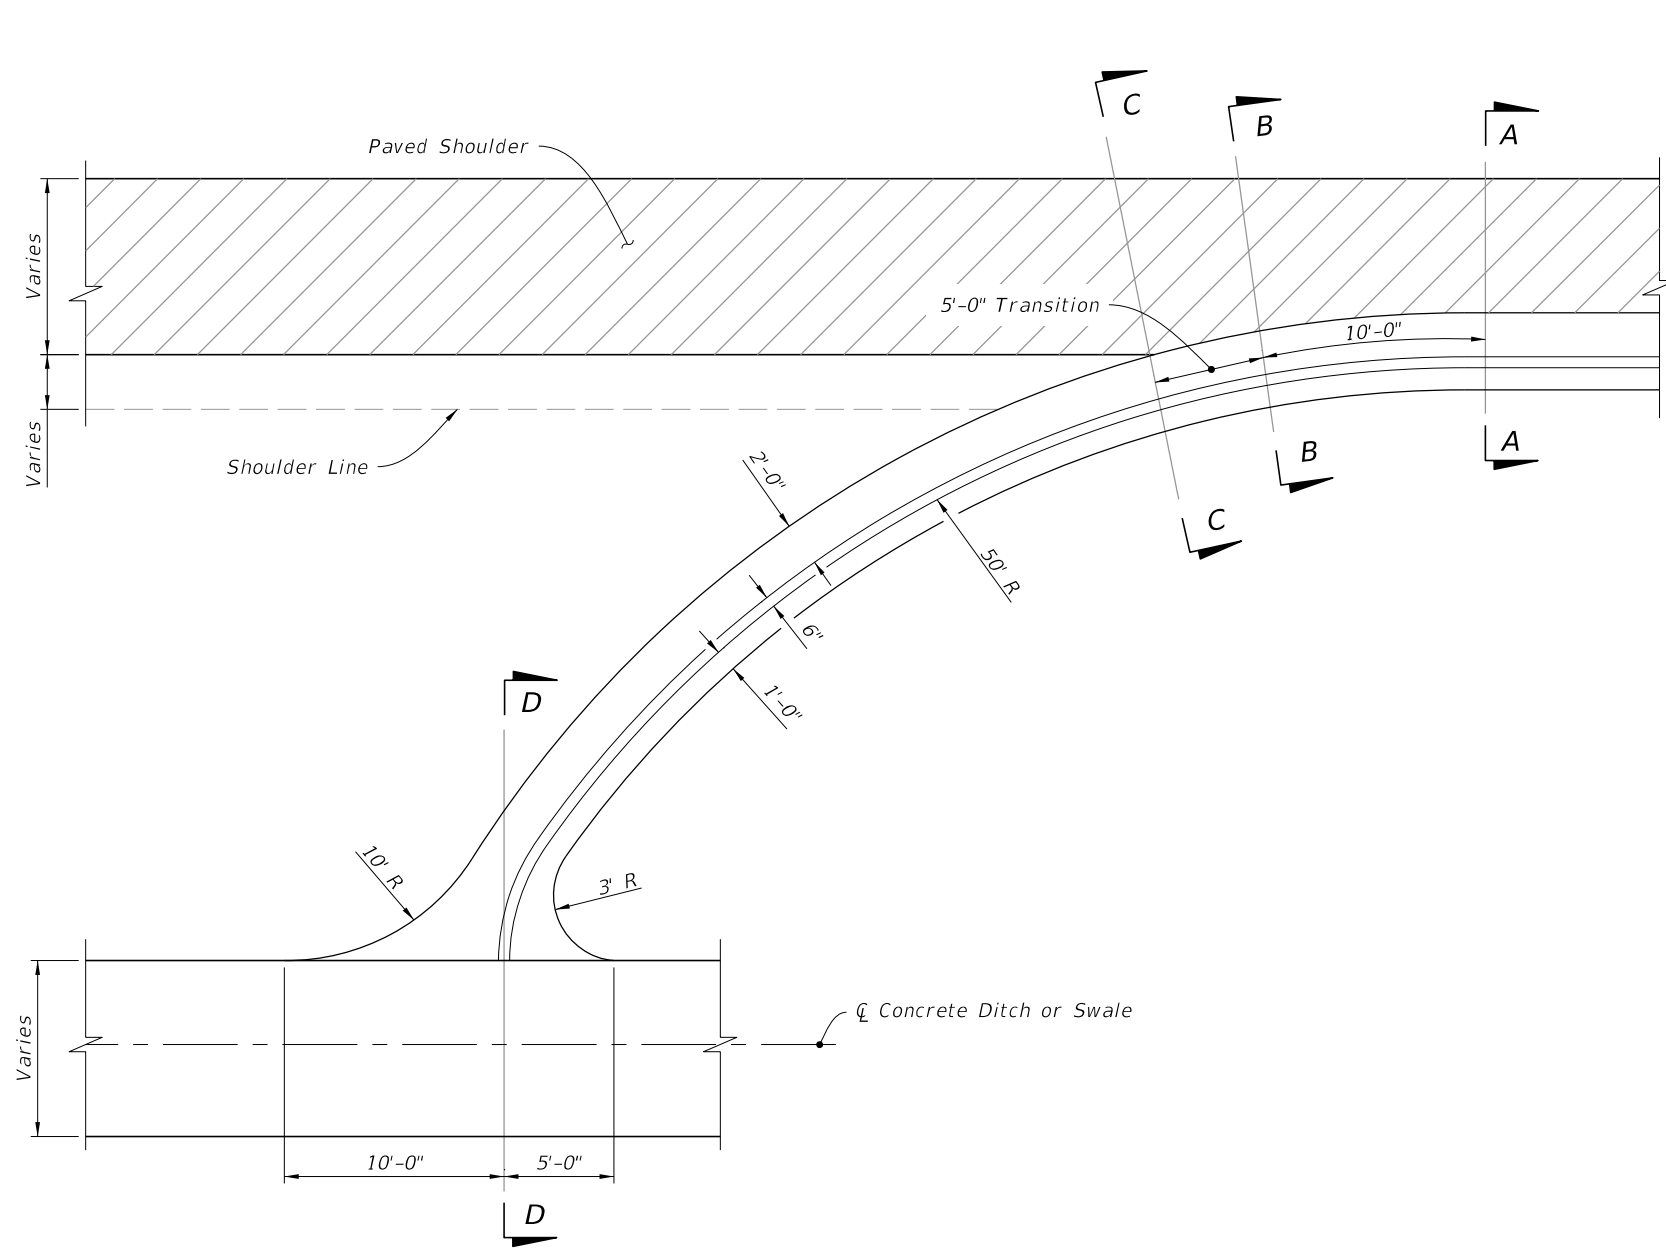 C
B
A
Paved Shoulder
Varies
5'-0" Transition
10'-0"
Varies
Shoulder Line
2'-0"
A
B
C
50' R
6"
1'-0"
D
10' R
3' R
Varies
℄ Concrete Ditch or Swale
10'-0"
5'-0"
D